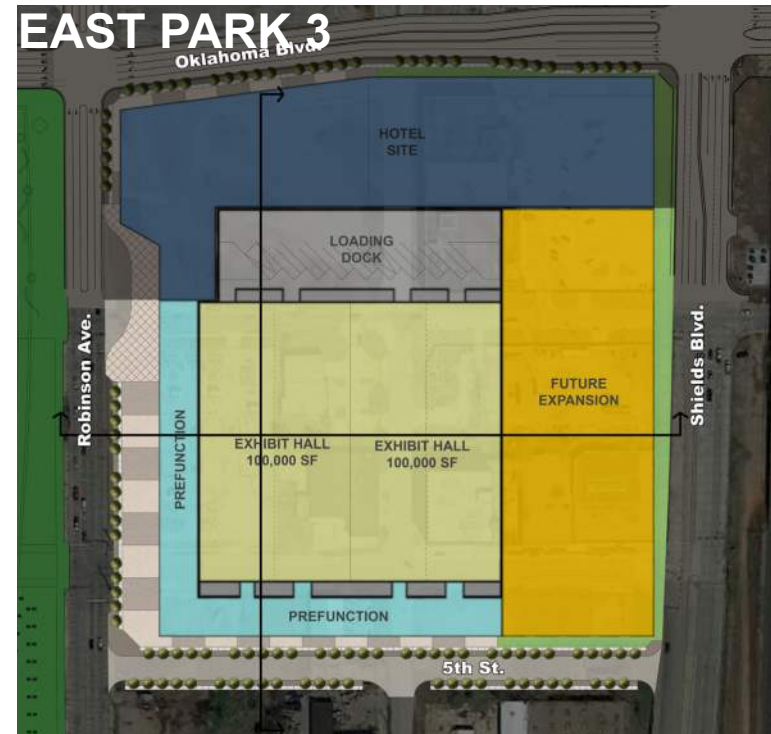 EAST PARK 3
Oklahoma Blvd.
HOTEL
SITE
LOADING
DOCK
Robinson Ave.
Shields Blvd.
PREFUNCTION
FUTURE
EXPANSION
EXHIBIT HALL
100,000 SF
EXHIBIT HALL
100,000 SF
PREFUNCTION
5th St.